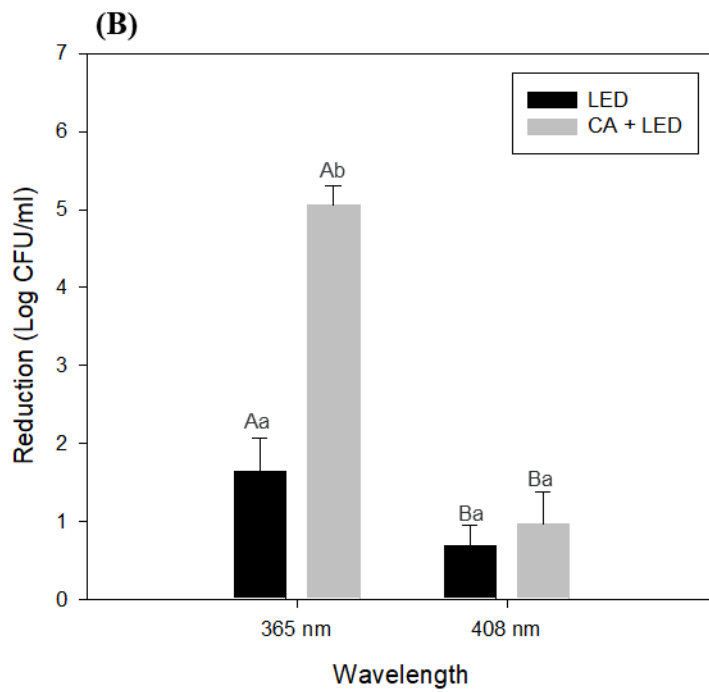 (B)
7
6
5
4
3
2
1
0
Reduction (Log CFU/ml)
LED
CA + LED
Aa
Ab
Ba
Ba
365 nm
408 nm
Wavelength